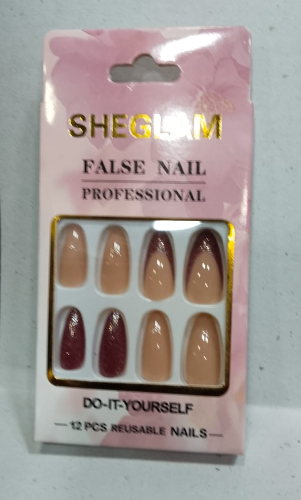 SHEGLAM
FALSE NAIL
PROFESSIONAL
DO-IT-YOURSELF
12 PCS REUSABLE NAILS